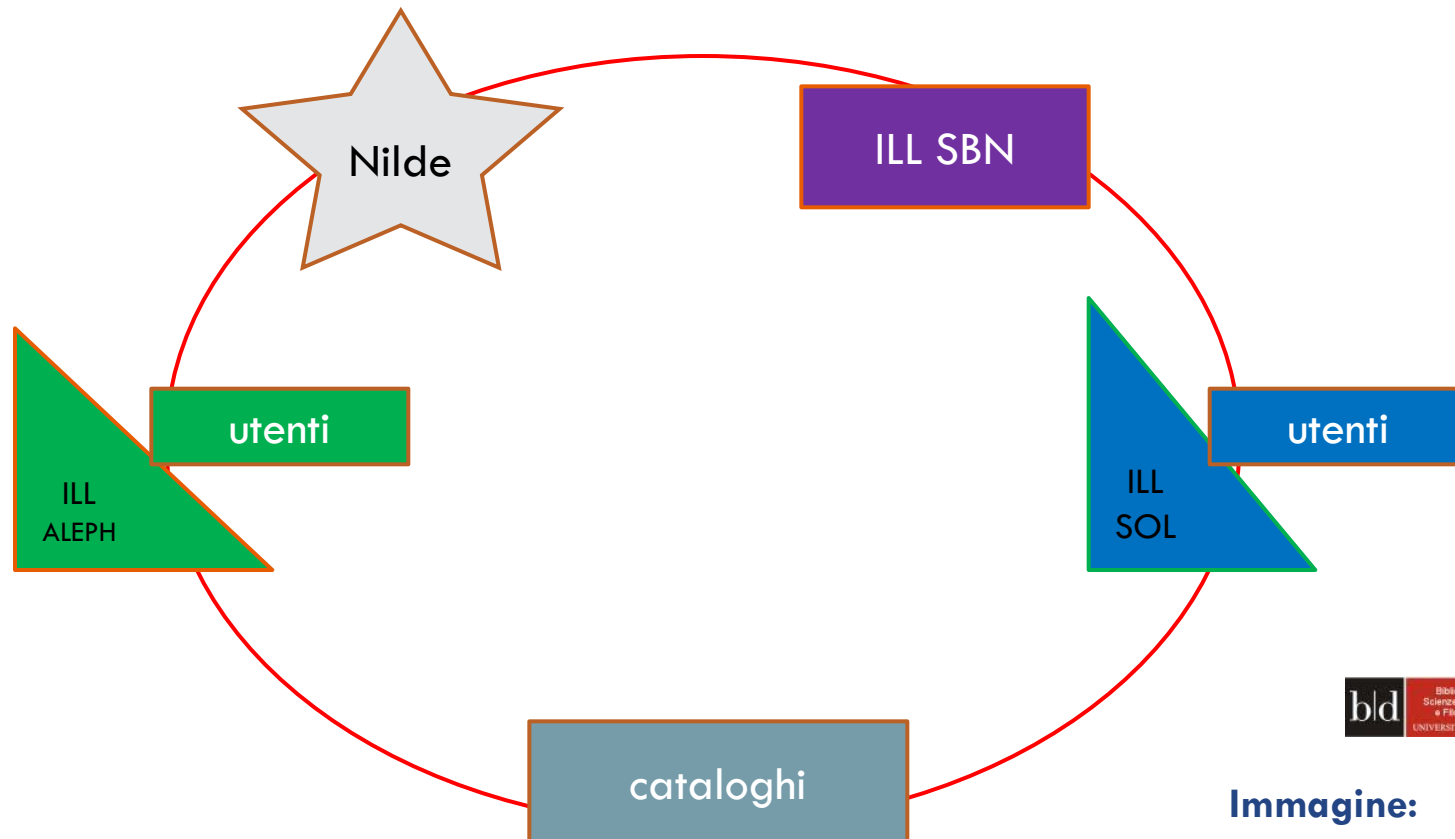 Nilde
ILL SBN
utenti
utenti
ILL
ALEPH
ILL
SOL
b|d
cataloghi
Immagine: